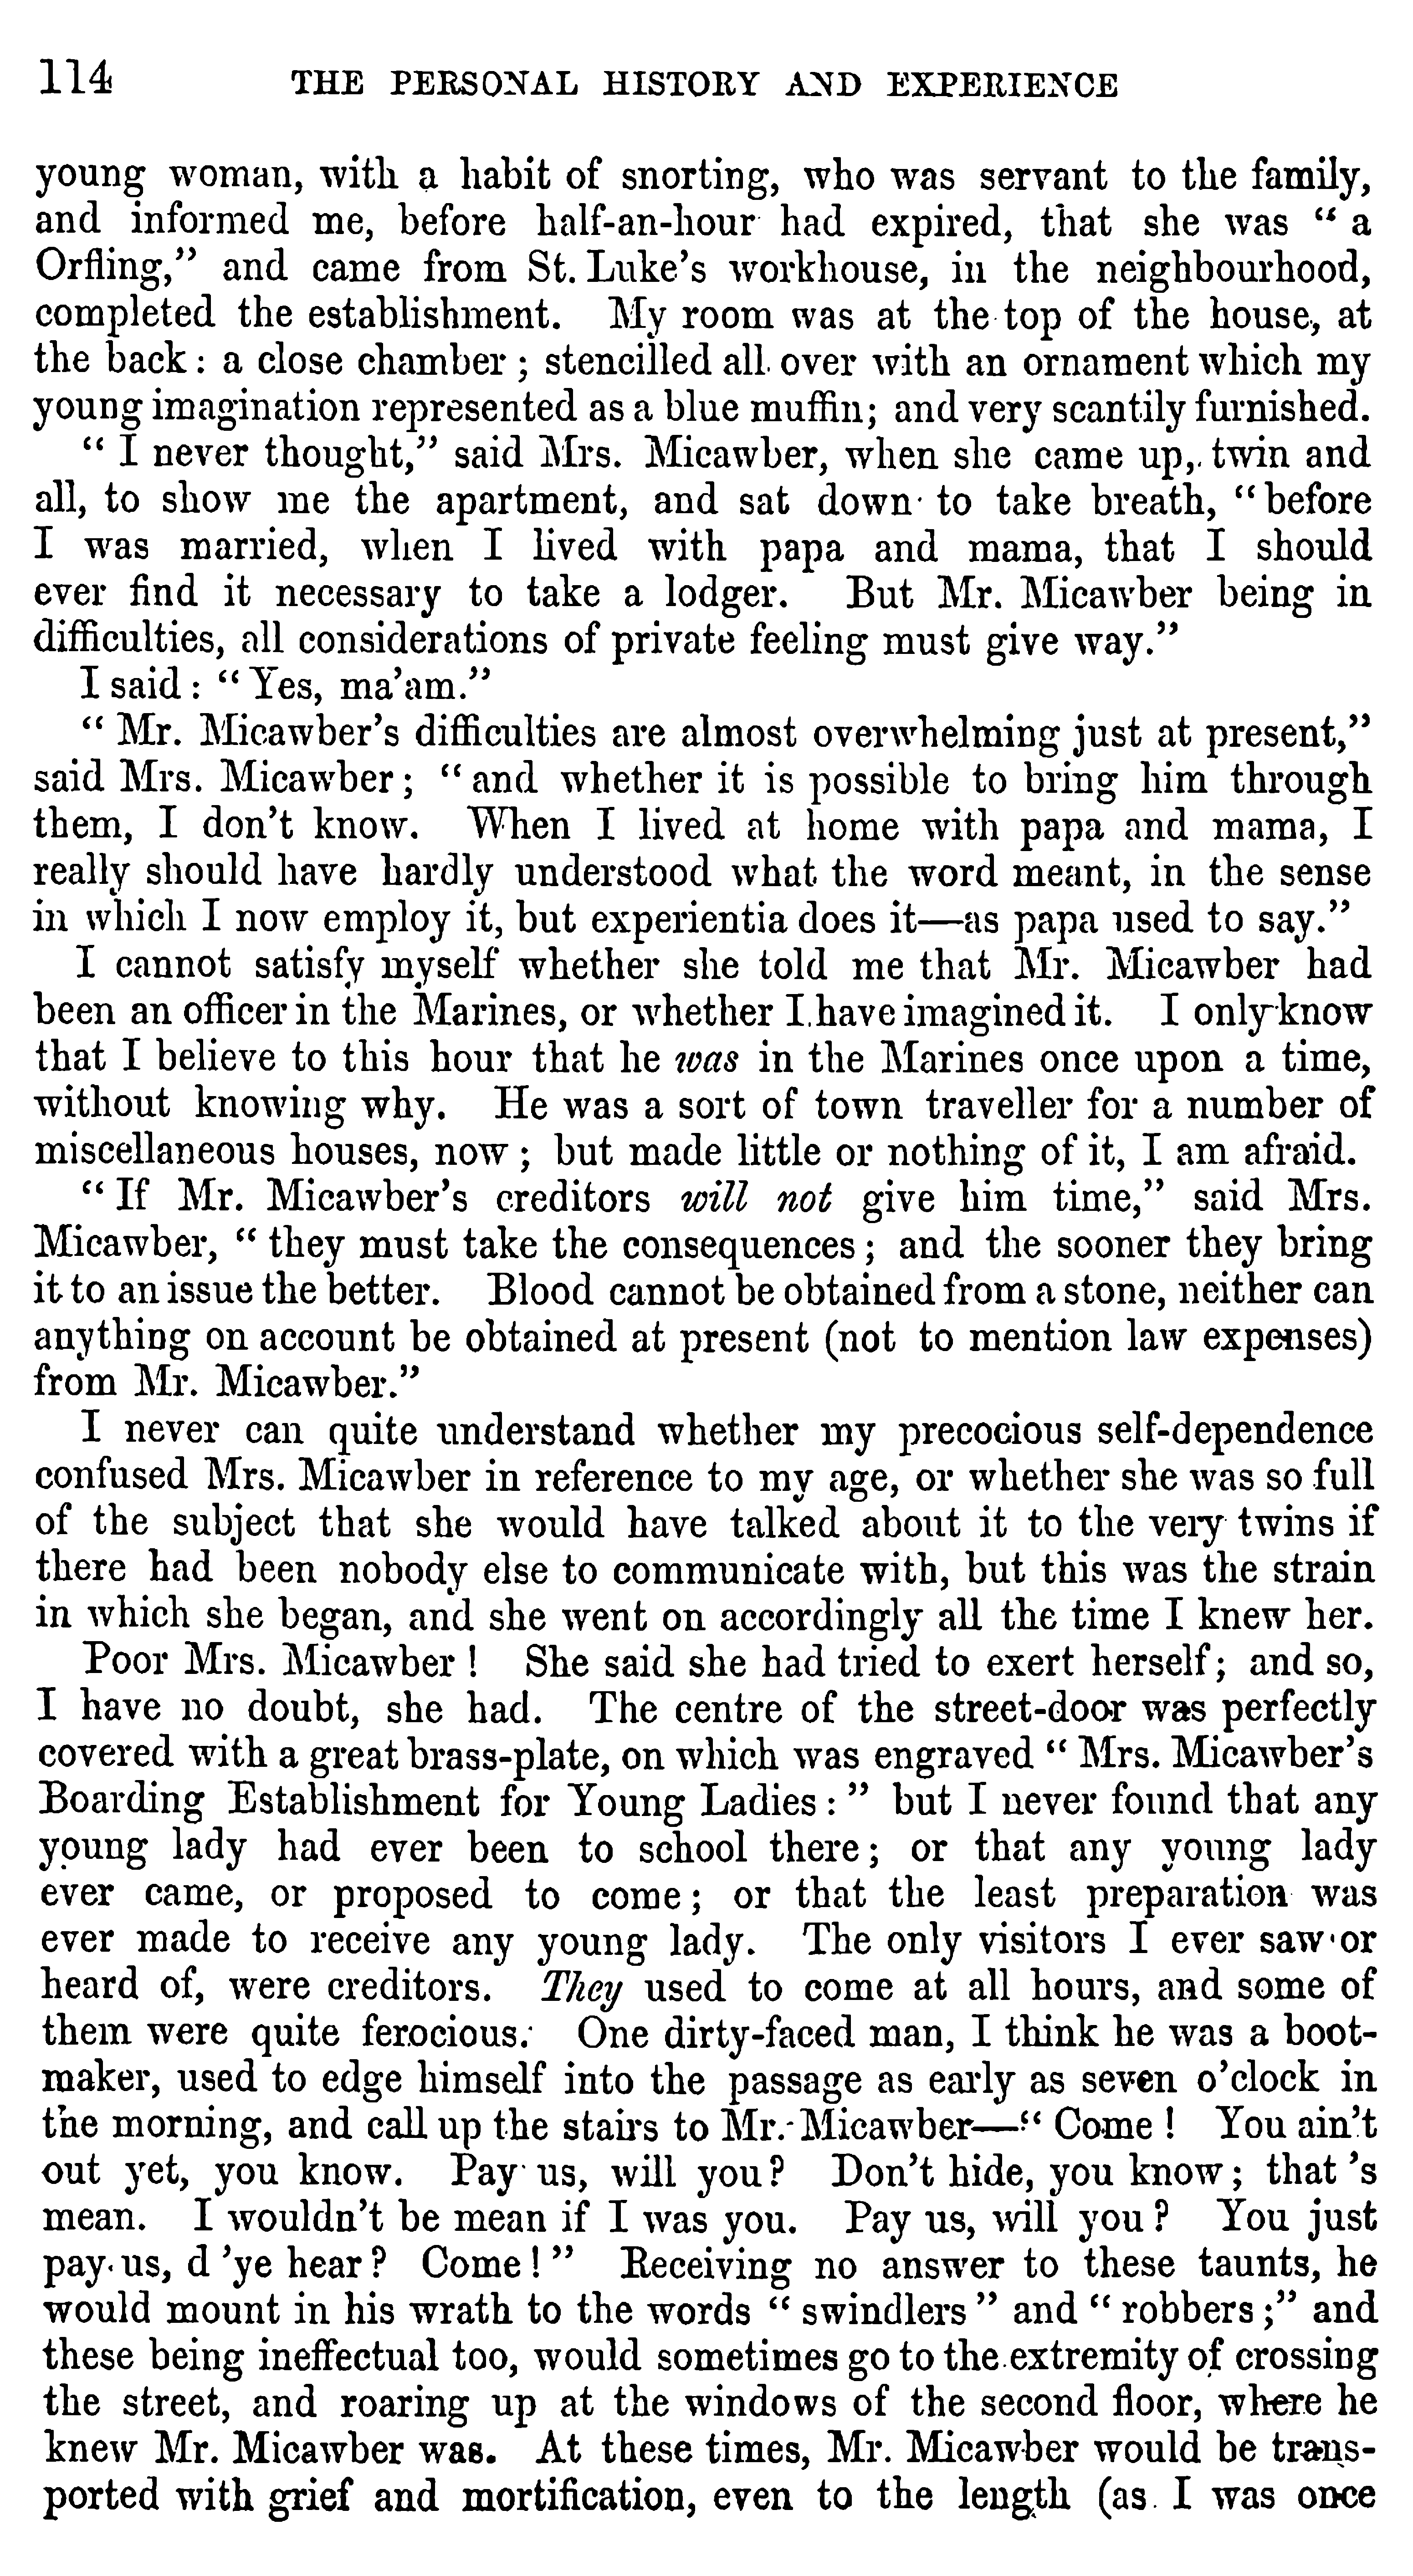 114 THE PERSONAL HISTORY AND EXPERIENCE
young woman, with a habit of snorting, who was servant to the family,
and informed me, before half-an-hour had expired, that she was “ a
Orfling,” and came from St. Luke’s workhouse, in the neighbourhood,
completed the establishment. My room was at the top of the house, at
the back : a close chamber ; stencilled all over with an ornament which my
young imagination represented as a blue muffin; and very scantily furnished.
“ I never thought,” said Mrs. Micawber, when she came up, twin and
all, to show me the apartment, and sat down to take breath, “ before
I was married, when I lived with papa and mama, that I should
ever find it necessary to take a lodger. But Mr. Micawber being in
difficulties, all considerations of private feeling must give way.”
I said : “ Yes, ma’am.”
“ Mr. Micawber’s difficulties are almost overwhelming just at present,”
said Mrs. Micawber ; “ and whether it is possible to bring him through
them, I don’t know. When I lived at home with papa and mama, I
really should have hardly understood what the word meant, in the sense
in which I now employ it, but experientia does it—as papa used to say.”
I cannot satisfy myself whether she told me that Mr. Micawber had
been an officer in the Marines, or whether I have imagined it. I only know
that I believe to this hour that he was in the Marines once upon a time,
without knowing why. He was a sort of town traveller for a number of
miscellaneous houses, now ; but made little or nothing of it, I am afraid.
“ If Mr. Micawber’s creditors will not give him time,” said Mrs.
Micawber, “ they must take the consequences ; and the sooner they bring
it to an issue the better. Blood cannot be obtained from a stone, neither can
anything on account be obtained at present (not to mention law expenses)
from Mr. Micawber.”
I never can quite understand whether my precocious self-dependence
confused Mrs. Micawber in reference to my age, or whether she was so full
of the subject that she would have talked about it to the very twins if
there had been nobody else to communicate with, but this was the strain
in which she began, and she went on accordingly all the time I knew her.
Poor Mrs. Micawber ! She said she had tried to exert herself ; and so,
I have no doubt, she had. The centre of the street-door was perfectly
covered with a great brass-plate, on which was engraved “ Mrs. Micawber’s
Boarding Establishment for Young Ladies : ” but I never found that any
young lady had ever been to school there ; or that any young lady
ever came, or proposed to come ; or that the least preparation was
ever made to receive any young lady. The only visitors I ever saw or
heard of, were creditors. They used to come at all hours, and some of
them were quite ferocious. One dirty-faced man, I think he was a boot-
maker, used to edge himself into the passage as early as seven o’clock in
the morning, and call up the stairs to Mr. Micawber—“ Come ! You ain’t
out yet, you know. Pay us, will you ? Don’t hide, you know ; that ’s
mean. I wouldn’t be mean if I was you. Pay us, will you ? You just
pay us, d ’ye hear ? Come ! ” Receiving no answer to these taunts, he
would mount in his wrath to the words “ swindlers ” and “ robbers ;” and
these being ineffectual too, would sometimes go to the extremity of crossing
the street, and roaring up at the windows of the second floor, where he
knew Mr. Micawber was. At these times, Mr. Micawber would be trans-
ported with grief and mortification, even to the length (as I was once